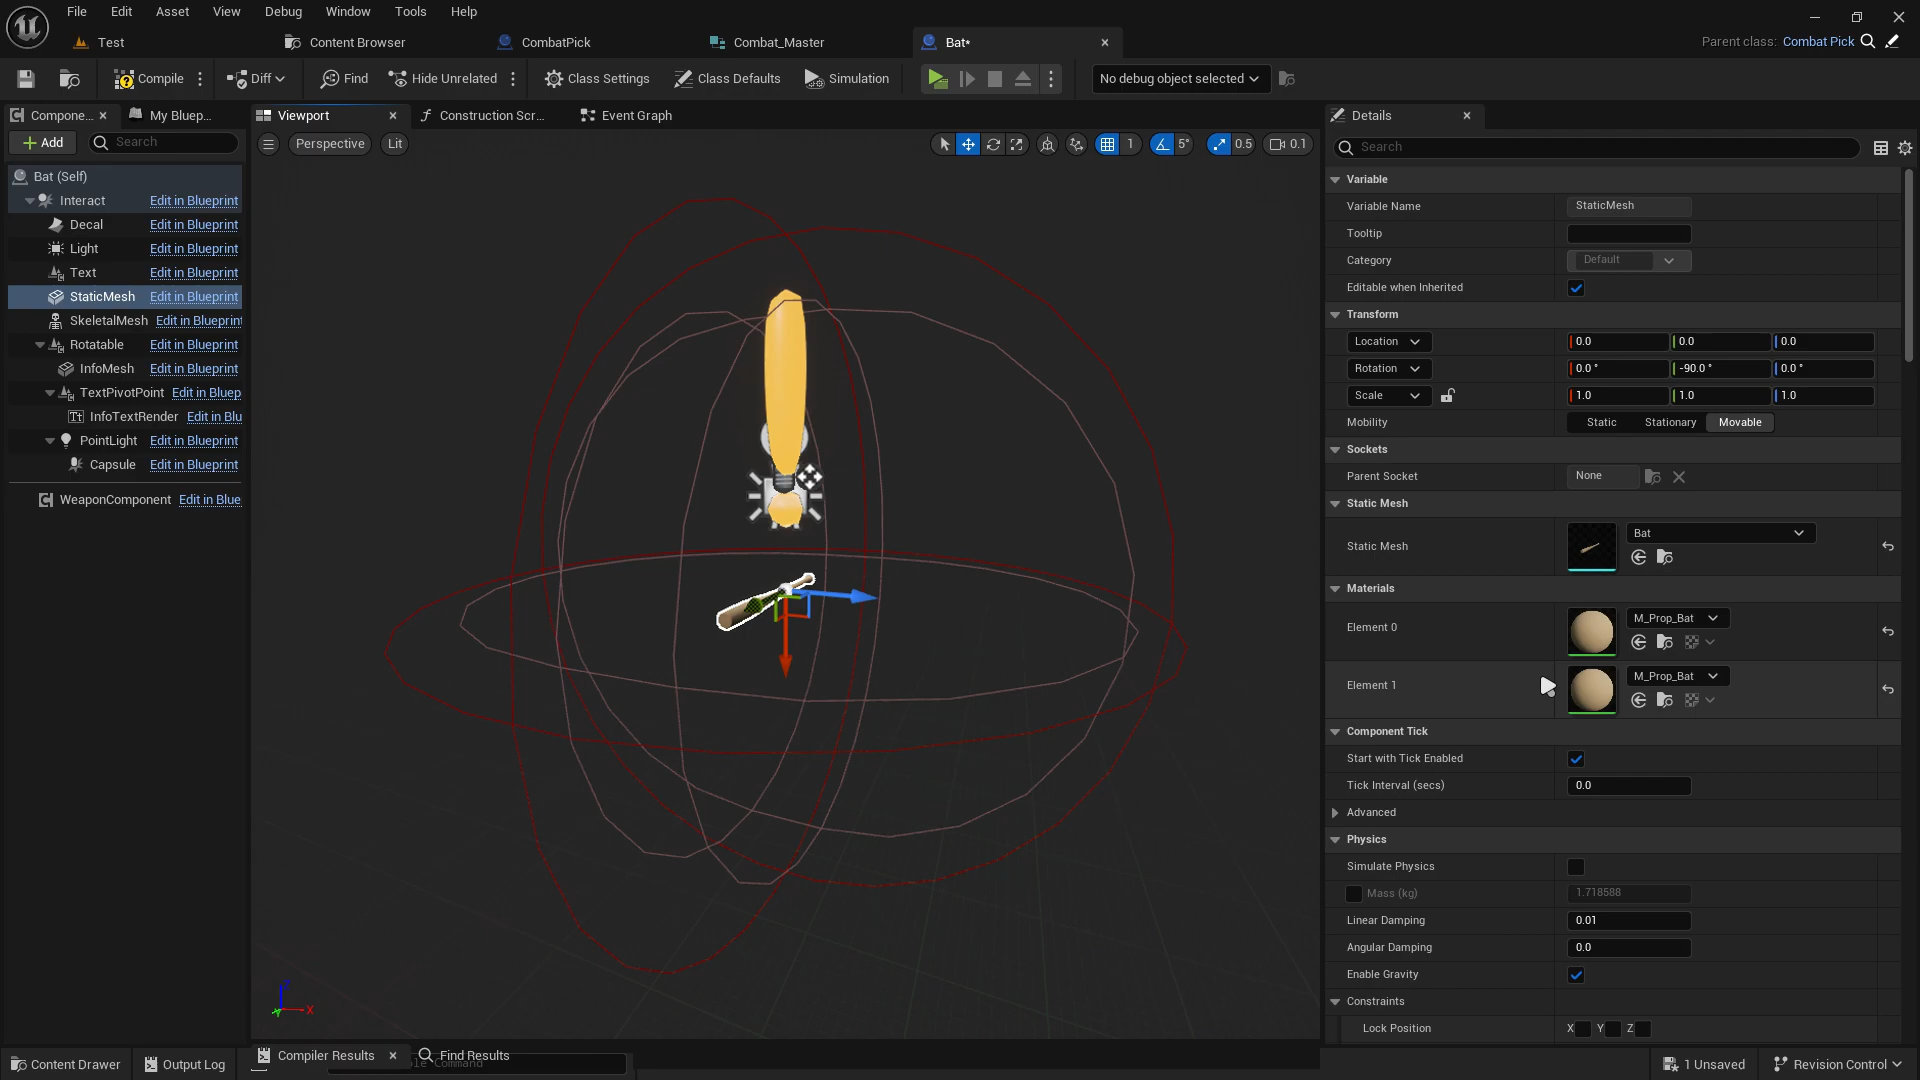 File Edit Asset View Debug Window Tools Help
Test Content Browser CombatPick Combat_Master Bat*
Parent class: Combat Pick
Compile Diff Find Hide Unrelated Class Settings Class Defaults Simulation No debug object selected
Compone... My Bluep... Viewport Construction Scr... Event Graph Details
Add Search Perspective Lit 1 5° 0.5 0.1 Search
Bat (Self)
Interact Edit in Blueprint
Decal Edit in Blueprint
Light Edit in Blueprint
Text Edit in Blueprint
StaticMesh Edit in Blueprint
SkeletalMesh Edit in Blueprint
Rotatable Edit in Blueprint
InfoMesh Edit in Blueprint
TextPivotPoint Edit in Bluep
InfoTextRender Edit in Blu
PointLight Edit in Blueprint
Capsule Edit in Blueprint
WeaponComponent Edit in Blue
Variable
Variable Name StaticMesh
Tooltip
Category Default
Editable when Inherited
Transform
Location 0.0 0.0 0.0
Rotation 0.0 ° -90.0 ° 0.0 °
Scale 1.0 1.0 1.0
Mobility Static Stationary Movable
Sockets
Parent Socket None
Static Mesh
Static Mesh Bat
Materials
Element 0 M_Prop_Bat
Element 1 M_Prop_Bat
Component Tick
Start with Tick Enabled
Tick Interval (secs) 0.0
Advanced
Physics
Simulate Physics
Mass (kg) 1.718588
Linear Damping 0.01
Angular Damping 0.0
Enable Gravity
Constraints
Lock Position X Y Z
Z X Y
Compiler Results Find Results
Content Drawer Output Log Command 1 Unsaved Revision Control